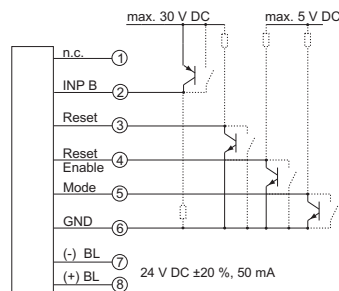 max. 30 V DC
max. 5 V DC
n.c. 1
INP B 2
Reset 3
Reset
Enable 4
Mode 5
GND 6
(-) BL 7
(+) BL 8
24 V DC ±20 %, 50 mA